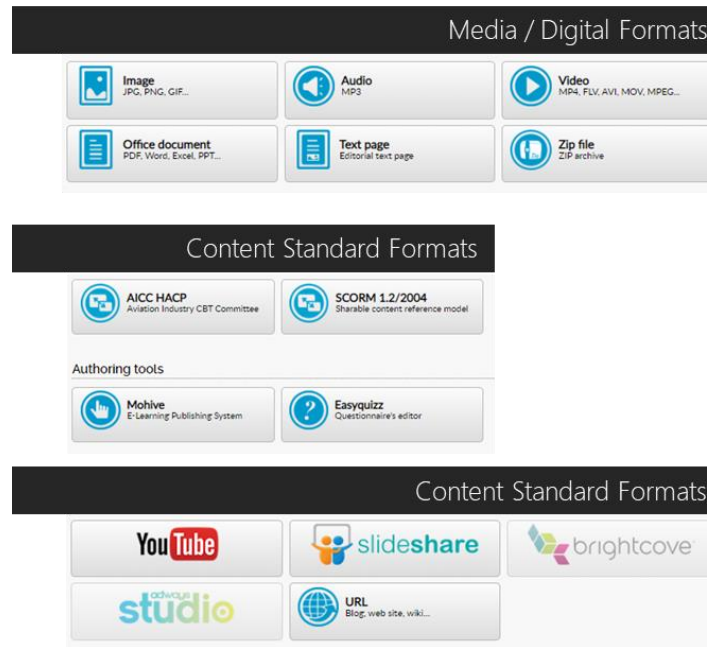 Media / Digital Formats
Image
JPG, PNG, GIF...
Audio
MP3
Video
MP4, FLV, AVI, MOV, MPEG...
Office document
PDF, Word, Excel, PPT...
Text page
Editorial text page
Zip file
ZIP archive
Content Standard Formats
AICC HACP
Aviation Industry CBT Committee
SCORM 1.2/2004
Sharable content reference model
Authoring tools
Mohive
E-Learning Publishing System
Easyquizz
Questionnaire's editor
Content Standard Formats
YouTube
slideshare
brightcove
adways
studio
URL
Blog, web site, wiki...